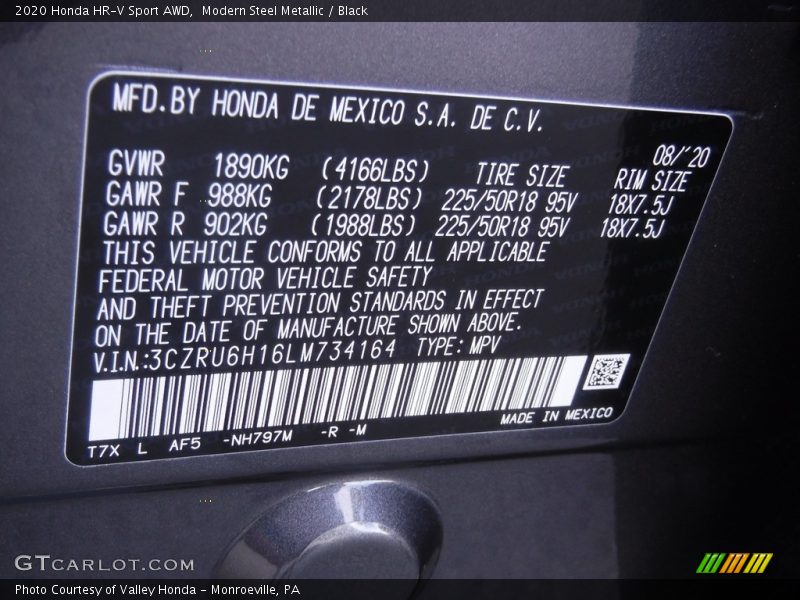 2020 Honda HR-V Sport AWD, Modern Steel Metallic / Black
MFD.BY HONDA DE MEXICO S.A. DE C.V.
08/'20
GVWR 1890KG (4166LBS) TIRE SIZE RIM SIZE
GAWR F 988KG (2178LBS) 225/50R18 95V 18X7.5J
GAWR R 902KG (1988LBS) 225/50R18 95V 18X7.5J
THIS VEHICLE CONFORMS TO ALL APPLICABLE
FEDERAL MOTOR VEHICLE SAFETY
AND THEFT PREVENTION STANDARDS IN EFFECT
ON THE DATE OF MANUFACTURE SHOWN ABOVE.
V.I.N.:3CZRU6H16LM734164 TYPE: MPV
MADE IN MEXICO
T7X L AF5 -NH797M -R -M
GTCARLOT.COM
Photo Courtesy of Valley Honda - Monroeville, PA